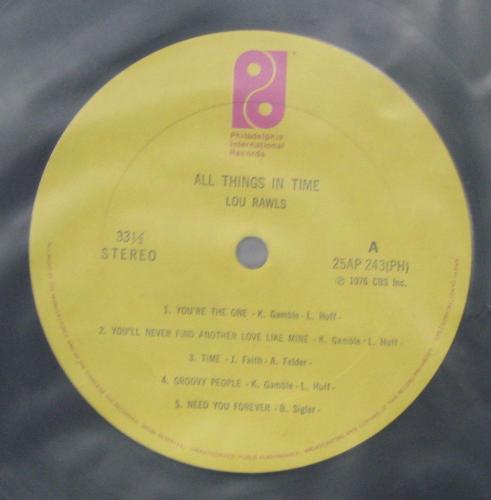 Philadelphia
International
Records
ALL THINGS IN TIME
LOU RAWLS
33⅓
STEREO
A
25AP 243(PH)
℗ 1976 CBS Inc.
1. YOU'RE THE ONE - K. Gamble - L. Huff -
2. YOU'LL NEVER FIND ANOTHER LOVE LIKE MINE - K. Gamble - L. Huff -
3. TIME - J. Faith - A. Felder -
4. GROOVY PEOPLE - K. Gamble - L. Huff -
5. NEED YOU FOREVER - B. Sigler -